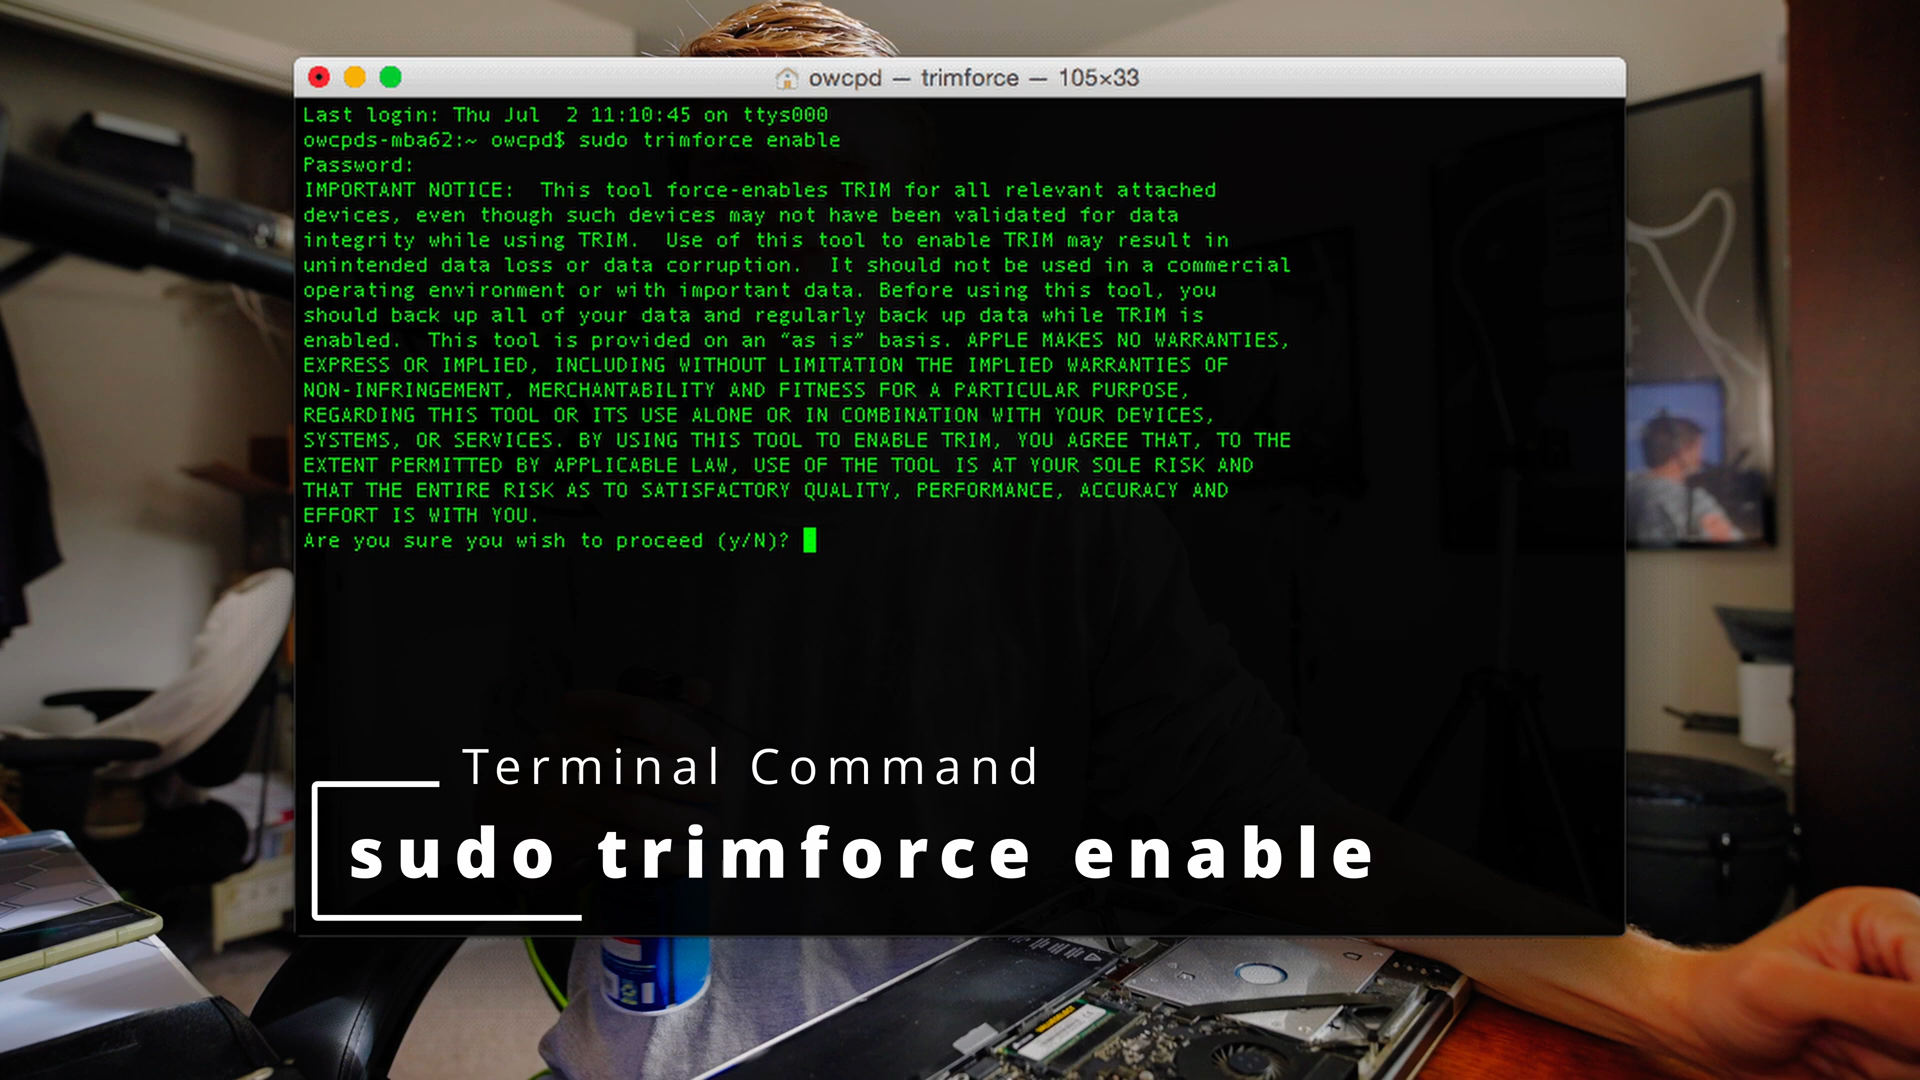 owcpd — trimforce — 105×33
Last login: Thu Jul  2 11:10:45 on ttys000
owcpds-mba62:~ owcpd$ sudo trimforce enable
Password:
IMPORTANT NOTICE:  This tool force-enables TRIM for all relevant attached
devices, even though such devices may not have been validated for data
integrity while using TRIM.  Use of this tool to enable TRIM may result in
unintended data loss or data corruption.  It should not be used in a commercial
operating environment or with important data. Before using this tool, you
should back up all of your data and regularly back up data while TRIM is
enabled.  This tool is provided on an “as is” basis. APPLE MAKES NO WARRANTIES,
EXPRESS OR IMPLIED, INCLUDING WITHOUT LIMITATION THE IMPLIED WARRANTIES OF
NON-INFRINGEMENT, MERCHANTABILITY AND FITNESS FOR A PARTICULAR PURPOSE,
REGARDING THIS TOOL OR ITS USE ALONE OR IN COMBINATION WITH YOUR DEVICES,
SYSTEMS, OR SERVICES. BY USING THIS TOOL TO ENABLE TRIM, YOU AGREE THAT, TO THE
EXTENT PERMITTED BY APPLICABLE LAW, USE OF THE TOOL IS AT YOUR SOLE RISK AND
THAT THE ENTIRE RISK AS TO SATISFACTORY QUALITY, PERFORMANCE, ACCURACY AND
EFFORT IS WITH YOU.
Are you sure you wish to proceed (y/N)?
Terminal Command
sudo trimforce enable